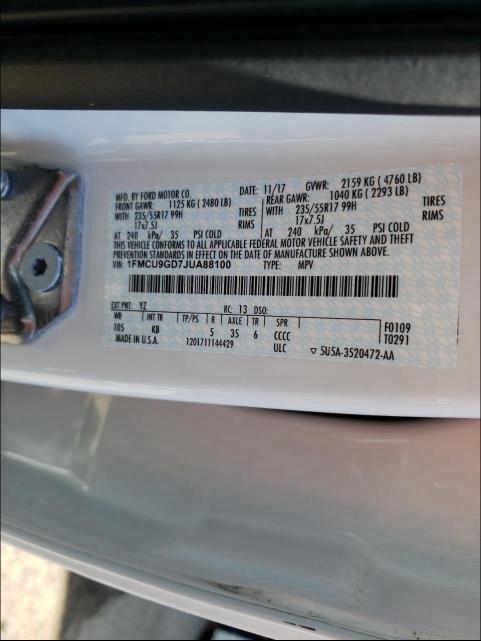 MFD. BY FORD MOTOR CO. DATE: 11/17 GVWR: 2159 KG ( 4760 LB)
FRONT GAWR: 1125 KG ( 2480 LB) REAR GAWR: 1040 KG ( 2293 LB)
WITH 235/55R17 99H TIRES WITH 235/55R17 99H TIRES
17x7.5J RIMS 17x7.5J RIMS
AT 240 kPa/ 35 PSI COLD AT 240 kPa/ 35 PSI COLD
THIS VEHICLE CONFORMS TO ALL APPLICABLE FEDERAL MOTOR VEHICLE SAFETY AND THEFT
PREVENTION STANDARDS IN EFFECT ON THE DATE OF MANUFACTURE SHOWN ABOVE.
VIN: 1FMCU9GD7JUA88100 TYPE: MPV
EXT PNT: YZ RC: 13 DSO:
WB INT TR TP/PS R AXLE TR SPR F0109
105 KB 5 35 6 CCCC T0291
MADE IN U.S.A. 1201711144429 ULC ▽ 5U5A-3520472-AA